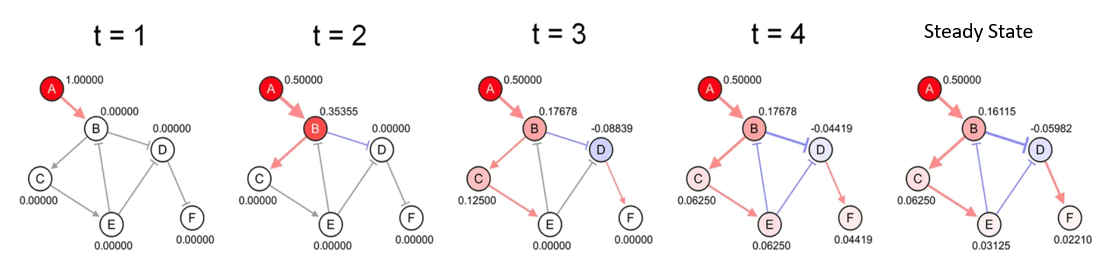 t = 1
t = 2
t = 3
t = 4
Steady State
A 1.00000
B 0.00000
D 0.00000
C 0.00000
E 0.00000
F 0.00000
A 0.50000
B 0.35355
D 0.00000
C 0.00000
E 0.00000
F 0.00000
A 0.50000
B 0.17678
D -0.08839
C 0.12500
E 0.00000
F 0.00000
A 0.50000
B 0.17678
D -0.04419
C 0.06250
E 0.06250
F 0.04419
A 0.50000
B 0.16115
D -0.05982
C 0.06250
E 0.03125
F 0.02210